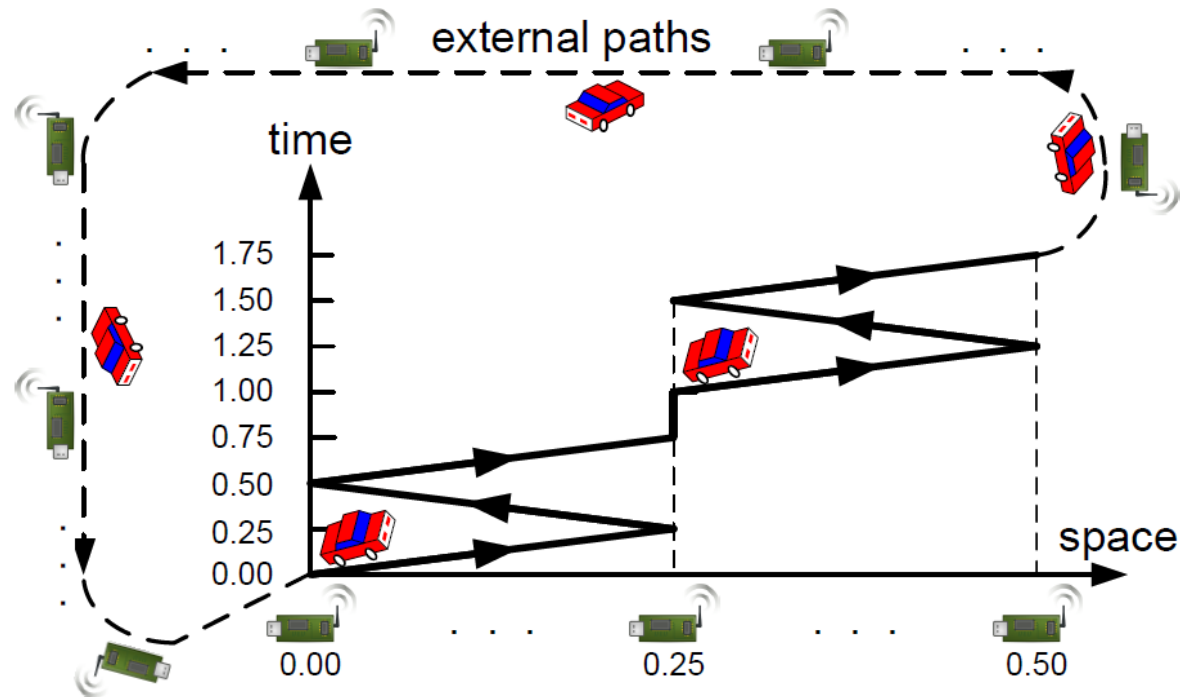 . . . external paths . . .
time
1.75
1.50
1.25
1.00
0.75
0.50
0.25
0.00
space
. . . . . .
0.00 0.25 0.50